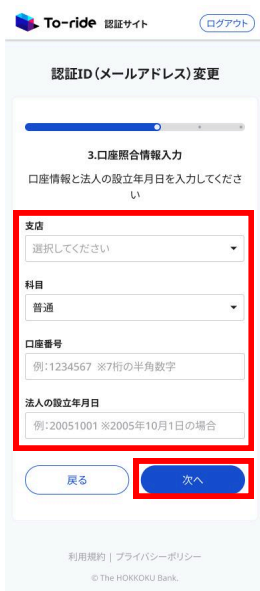 To-ride 認証サイト
ログアウト
認証ID(メールアドレス)変更
3.口座照合情報入力
口座情報と法人の設立年月日を入力してくださ
い
支店
選択してください
科目
普通
口座番号
例:1234567 ※7桁の半角数字
法人の設立年月日
例:20051001 ※2005年10月1日の場合
戻る
次へ
利用規約 | プライバシーポリシー
© The HOKKOKU Bank.